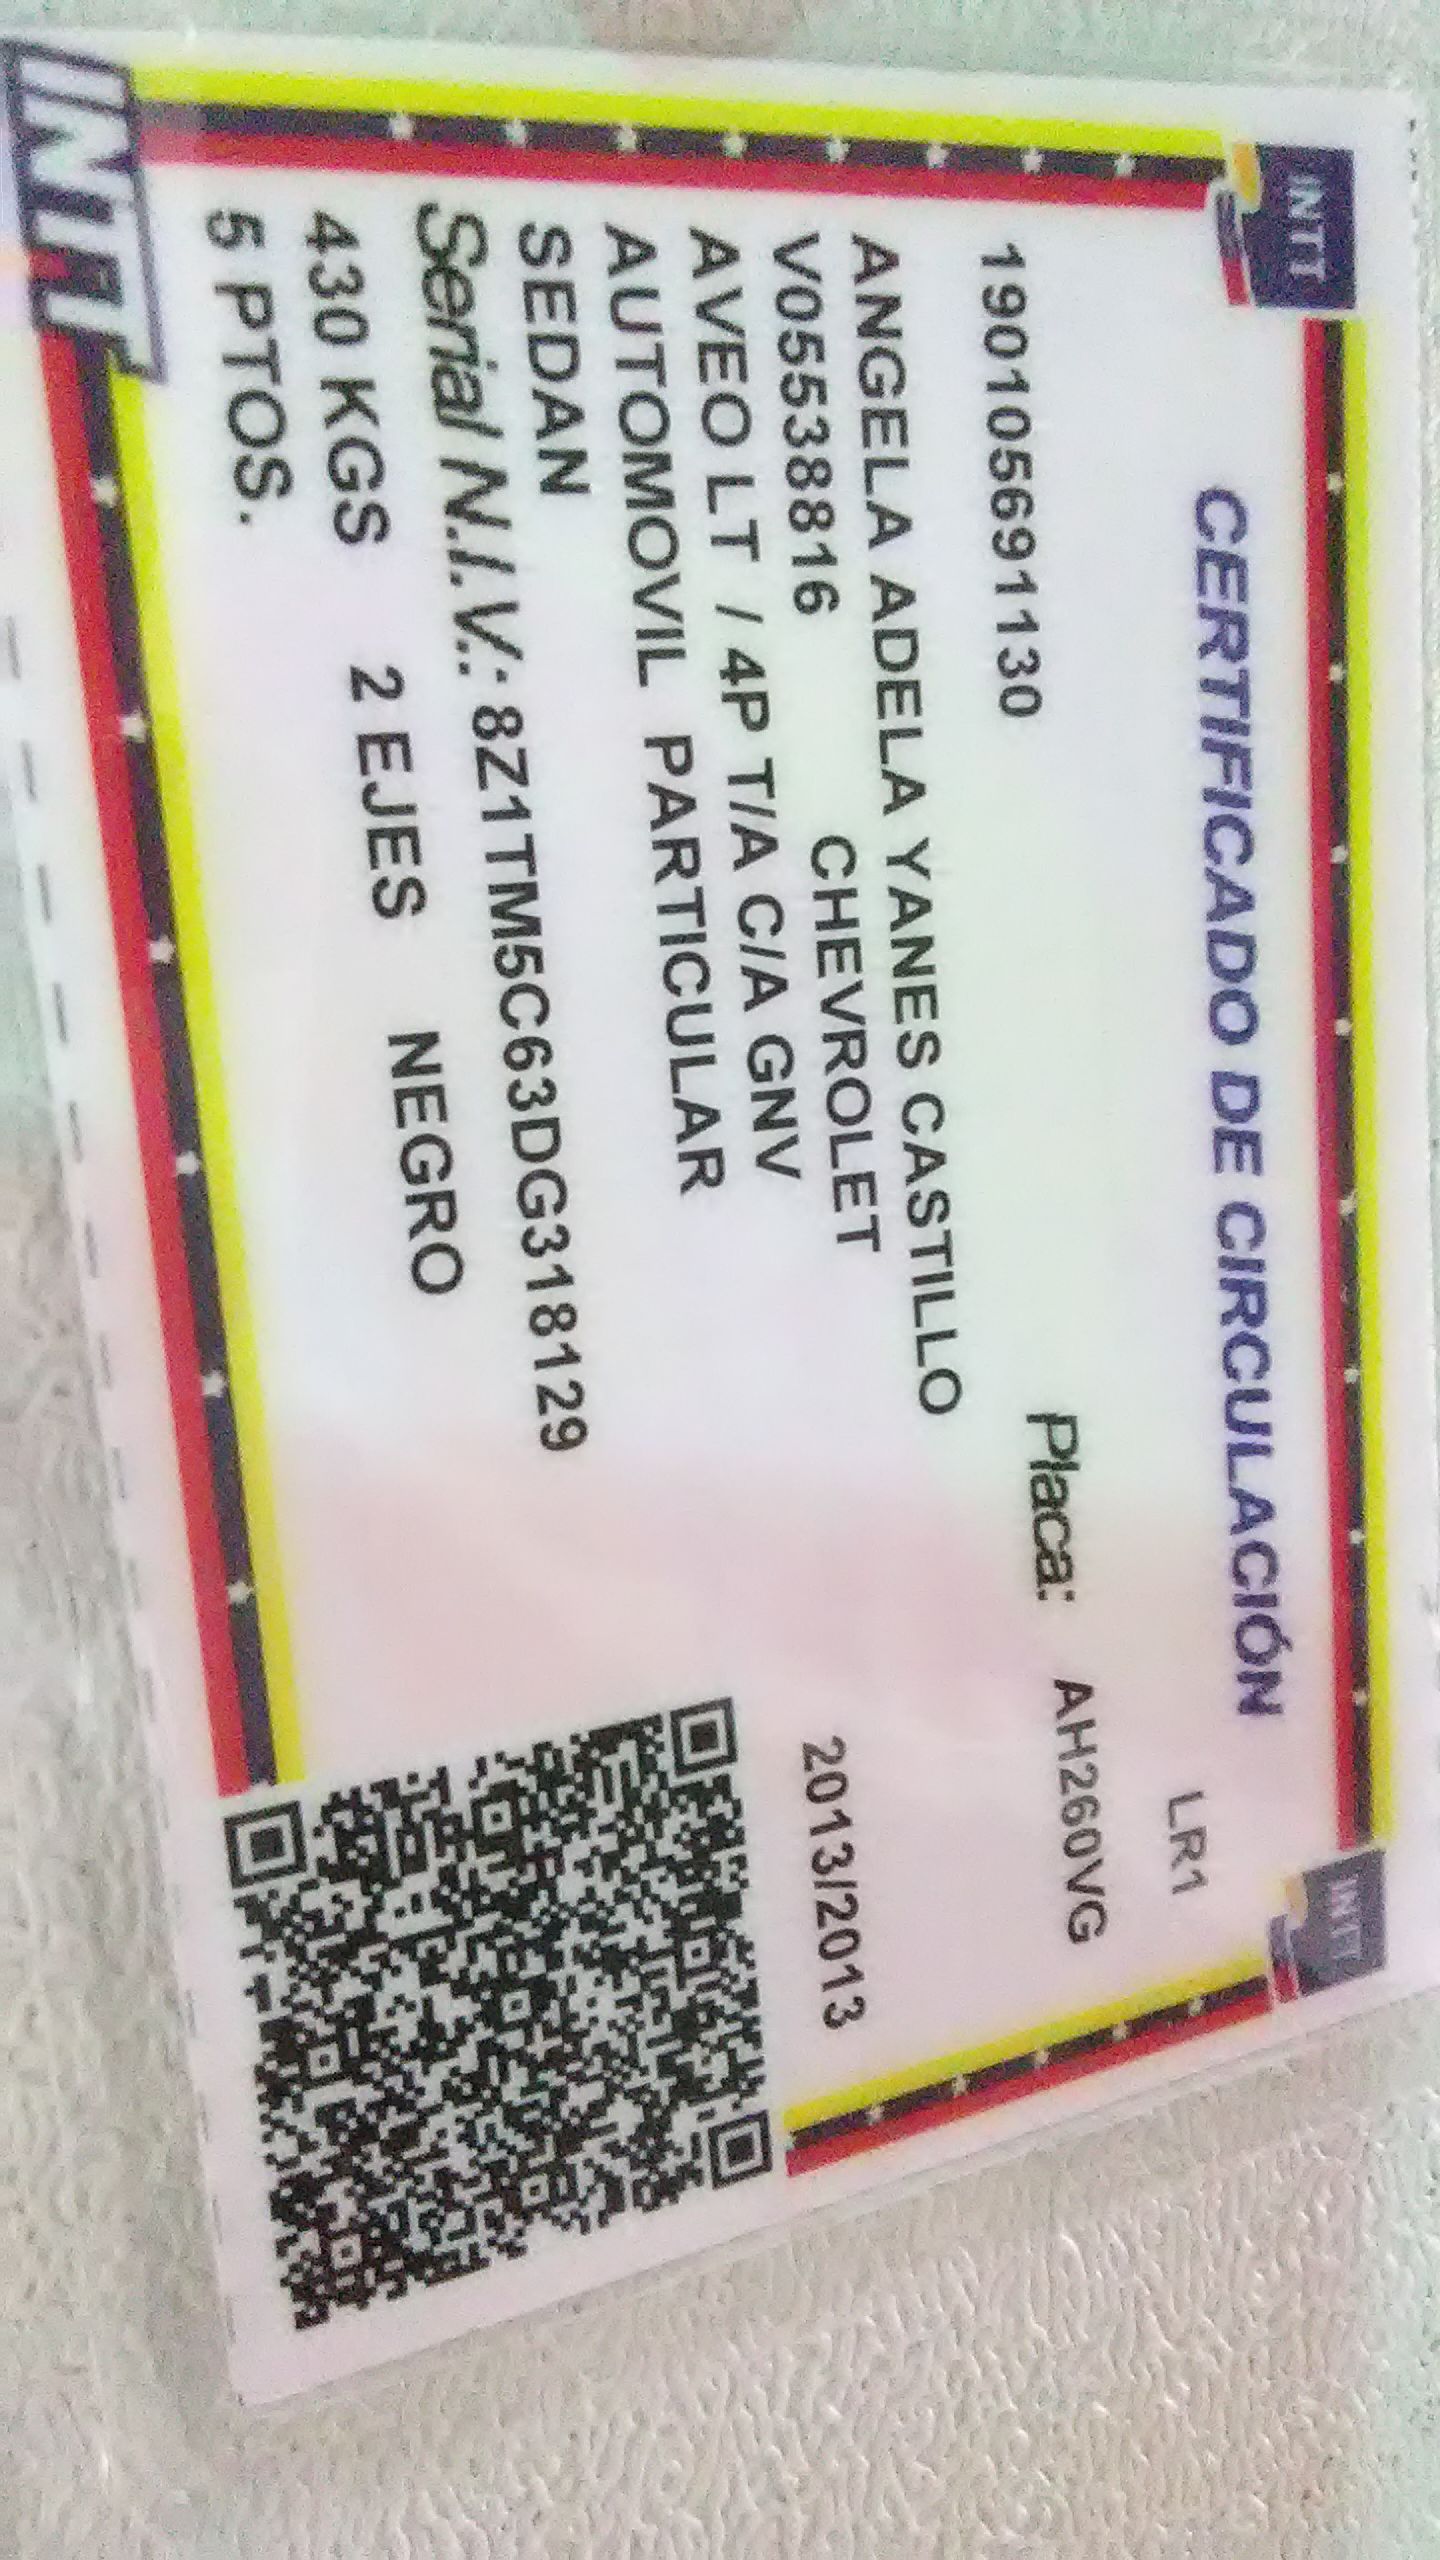 INTT
INTT
CERTIFICADO DE CIRCULACIÓN
LR1
190105691130 Placa: AH260VG
ANGELA ADELA YANES CASTILLO
V05538816 CHEVROLET 2013/2013
AVEO LT / 4P T/A C/A GNV
AUTOMOVIL PARTICULAR
SEDAN
Serial N.I.V.: 8Z1TM5C63DG318129
430 KGS 2 EJES NEGRO
5 PTOS.
INTT